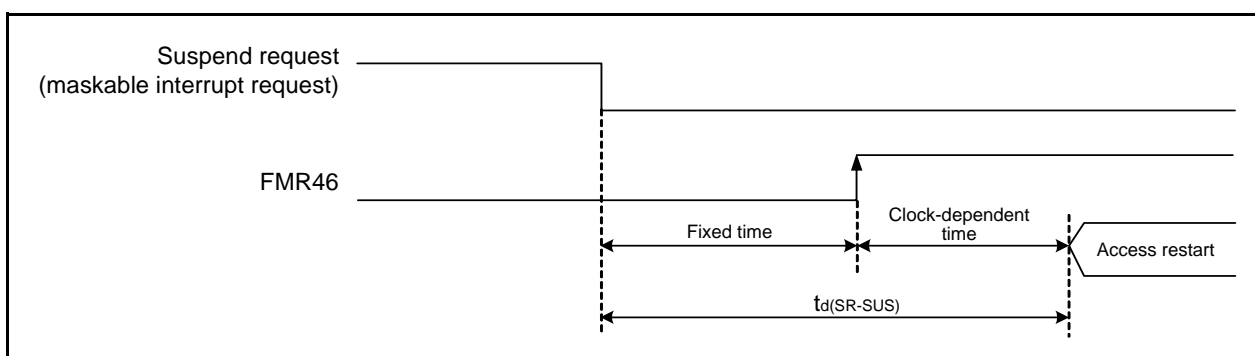 Suspend request
(maskable interrupt request)
FMR46
Fixed time
Clock-dependent
time
Access restart
td(SR-SUS)